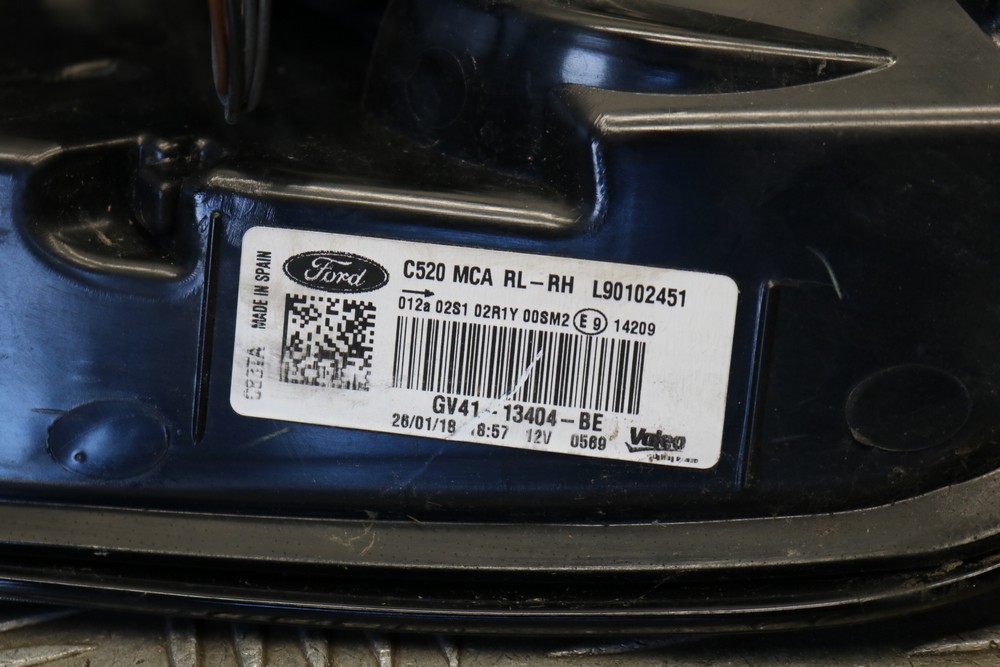 Ford
C520 MCA RL-RH L90102451
012a 02S1 02R1Y 00SM2 E9 14209
MADE IN SPAIN
GV41-13404-BE
26/01/18 18:57 12V 0569
Valeo